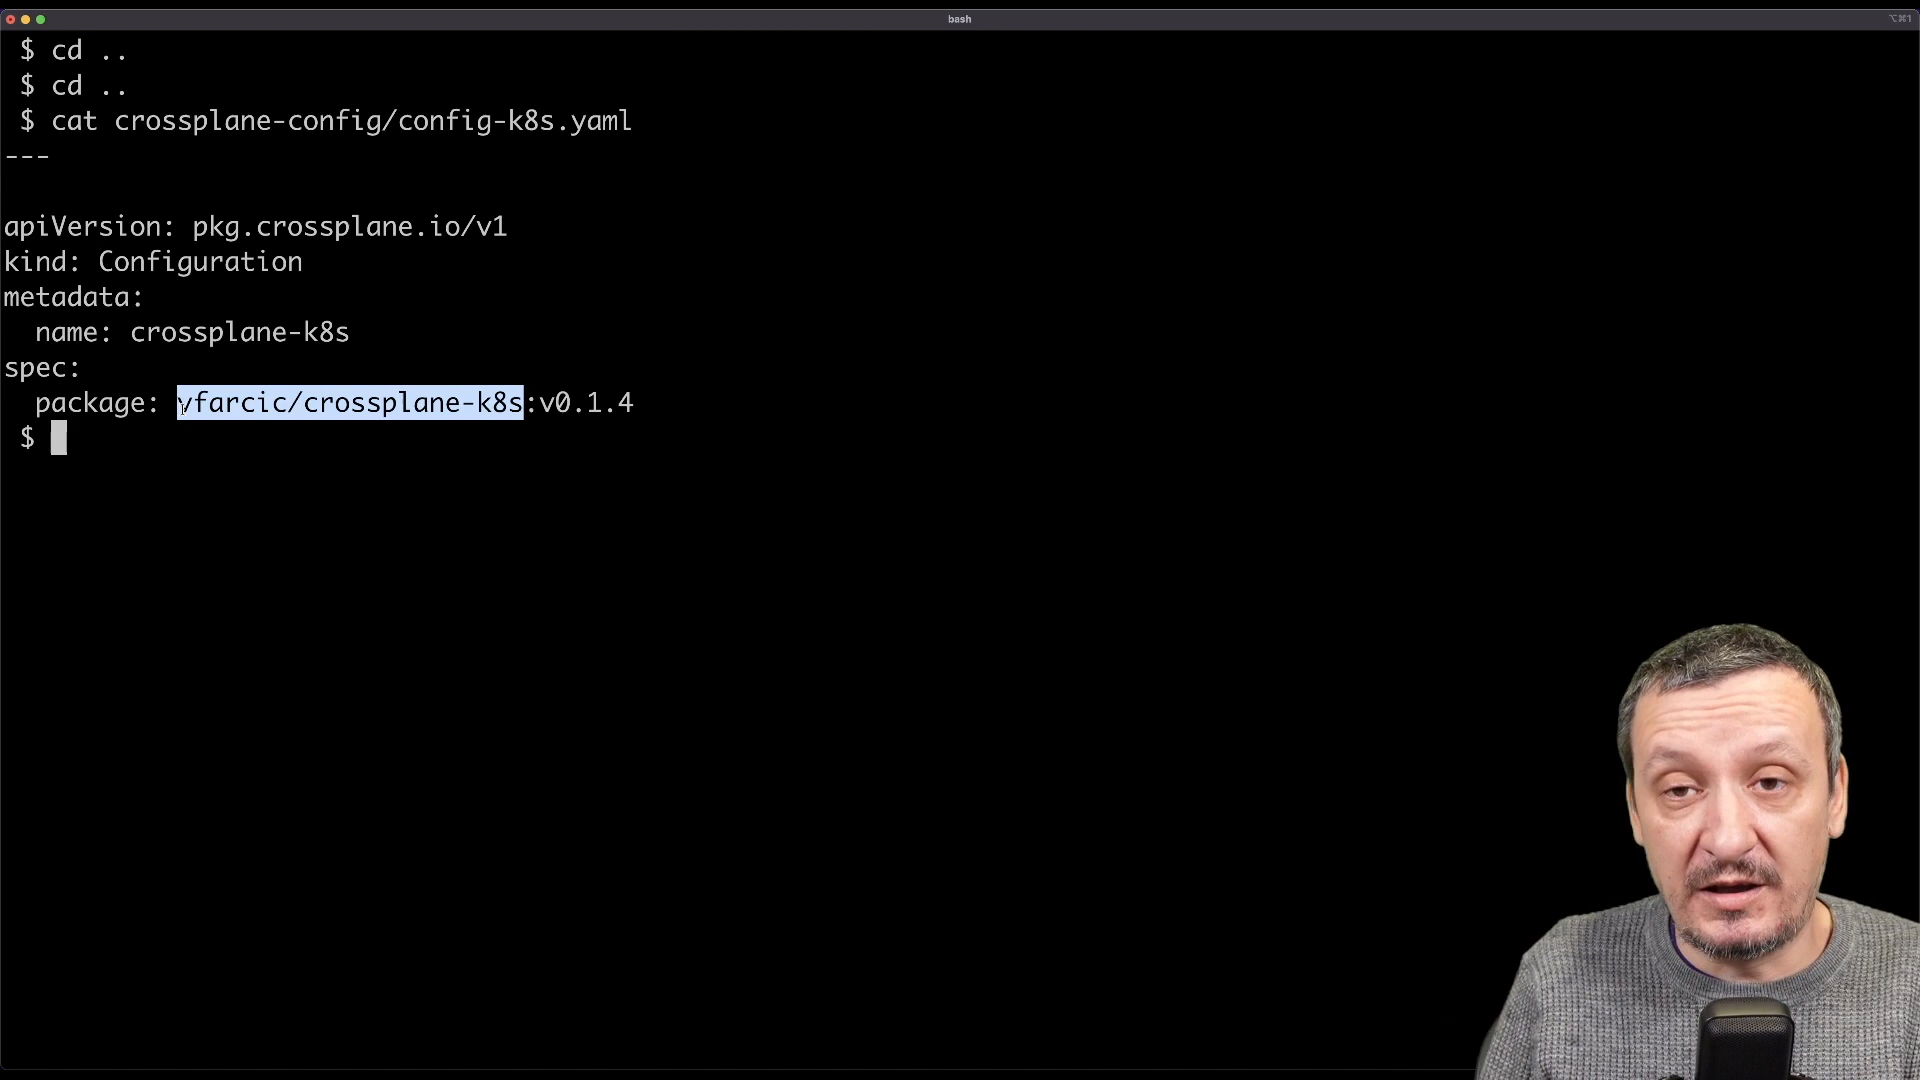 bash
⌥⌘1
$ cd ..
$ cd ..
$ cat crossplane-config/config-k8s.yaml
---
apiVersion: pkg.crossplane.io/v1
kind: Configuration
metadata:
  name: crossplane-k8s
spec:
  package: vfarcic/crossplane-k8s:v0.1.4
$